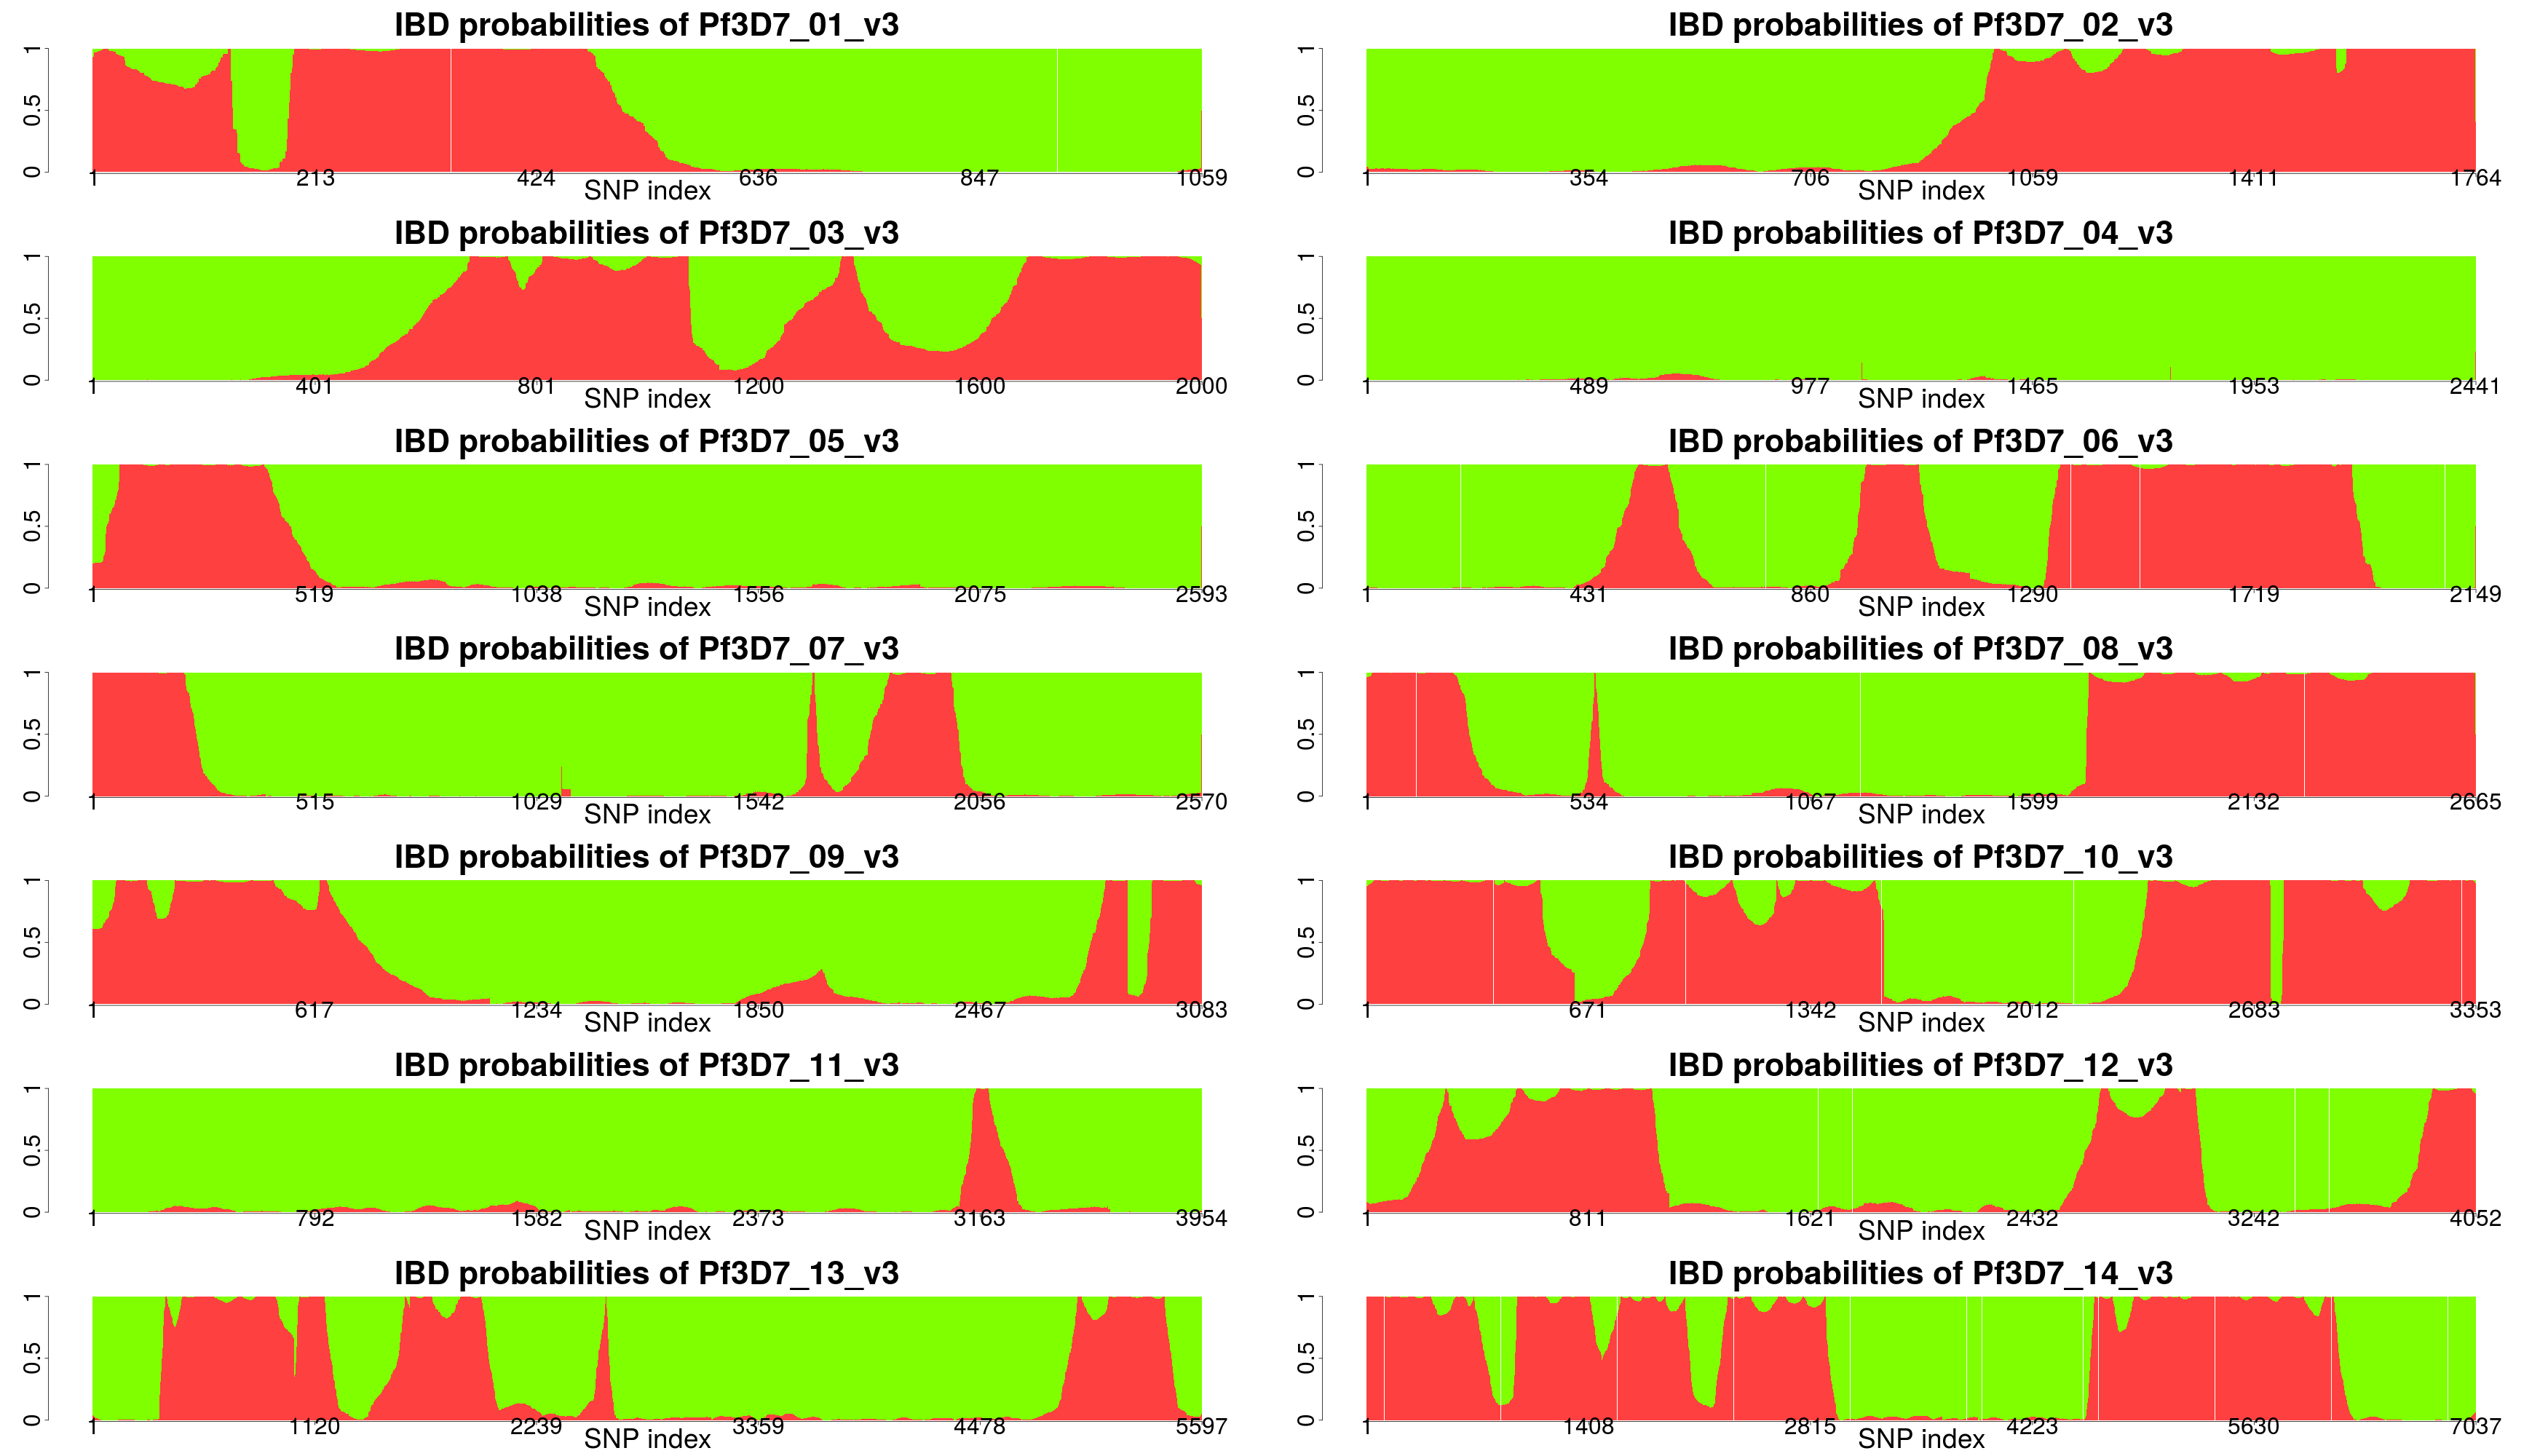 IBD probabilities of Pf3D7_01_v3
1
0.5
0
1 213 424 636 847 1059
SNP index
IBD probabilities of Pf3D7_02_v3
1
0.5
0
1 354 706 1059 1411 1764
SNP index
IBD probabilities of Pf3D7_03_v3
1
0.5
0
1 401 801 1200 1600 2000
SNP index
IBD probabilities of Pf3D7_04_v3
1
0.5
0
1 489 977 1465 1953 2441
SNP index
IBD probabilities of Pf3D7_05_v3
1
0.5
0
1 519 1038 1556 2075 2593
SNP index
IBD probabilities of Pf3D7_06_v3
1
0.5
0
1 431 860 1290 1719 2149
SNP index
IBD probabilities of Pf3D7_07_v3
1
0.5
0
1 515 1029 1542 2056 2570
SNP index
IBD probabilities of Pf3D7_08_v3
1
0.5
0
1 534 1067 1599 2132 2665
SNP index
IBD probabilities of Pf3D7_09_v3
1
0.5
0
1 617 1234 1850 2467 3083
SNP index
IBD probabilities of Pf3D7_10_v3
1
0.5
0
1 671 1342 2012 2683 3353
SNP index
IBD probabilities of Pf3D7_11_v3
1
0.5
0
1 792 1582 2373 3163 3954
SNP index
IBD probabilities of Pf3D7_12_v3
1
0.5
0
1 811 1621 2432 3242 4052
SNP index
IBD probabilities of Pf3D7_13_v3
1
0.5
0
1 1120 2239 3359 4478 5597
SNP index
IBD probabilities of Pf3D7_14_v3
1
0.5
0
1 1408 2815 4223 5630 7037
SNP index